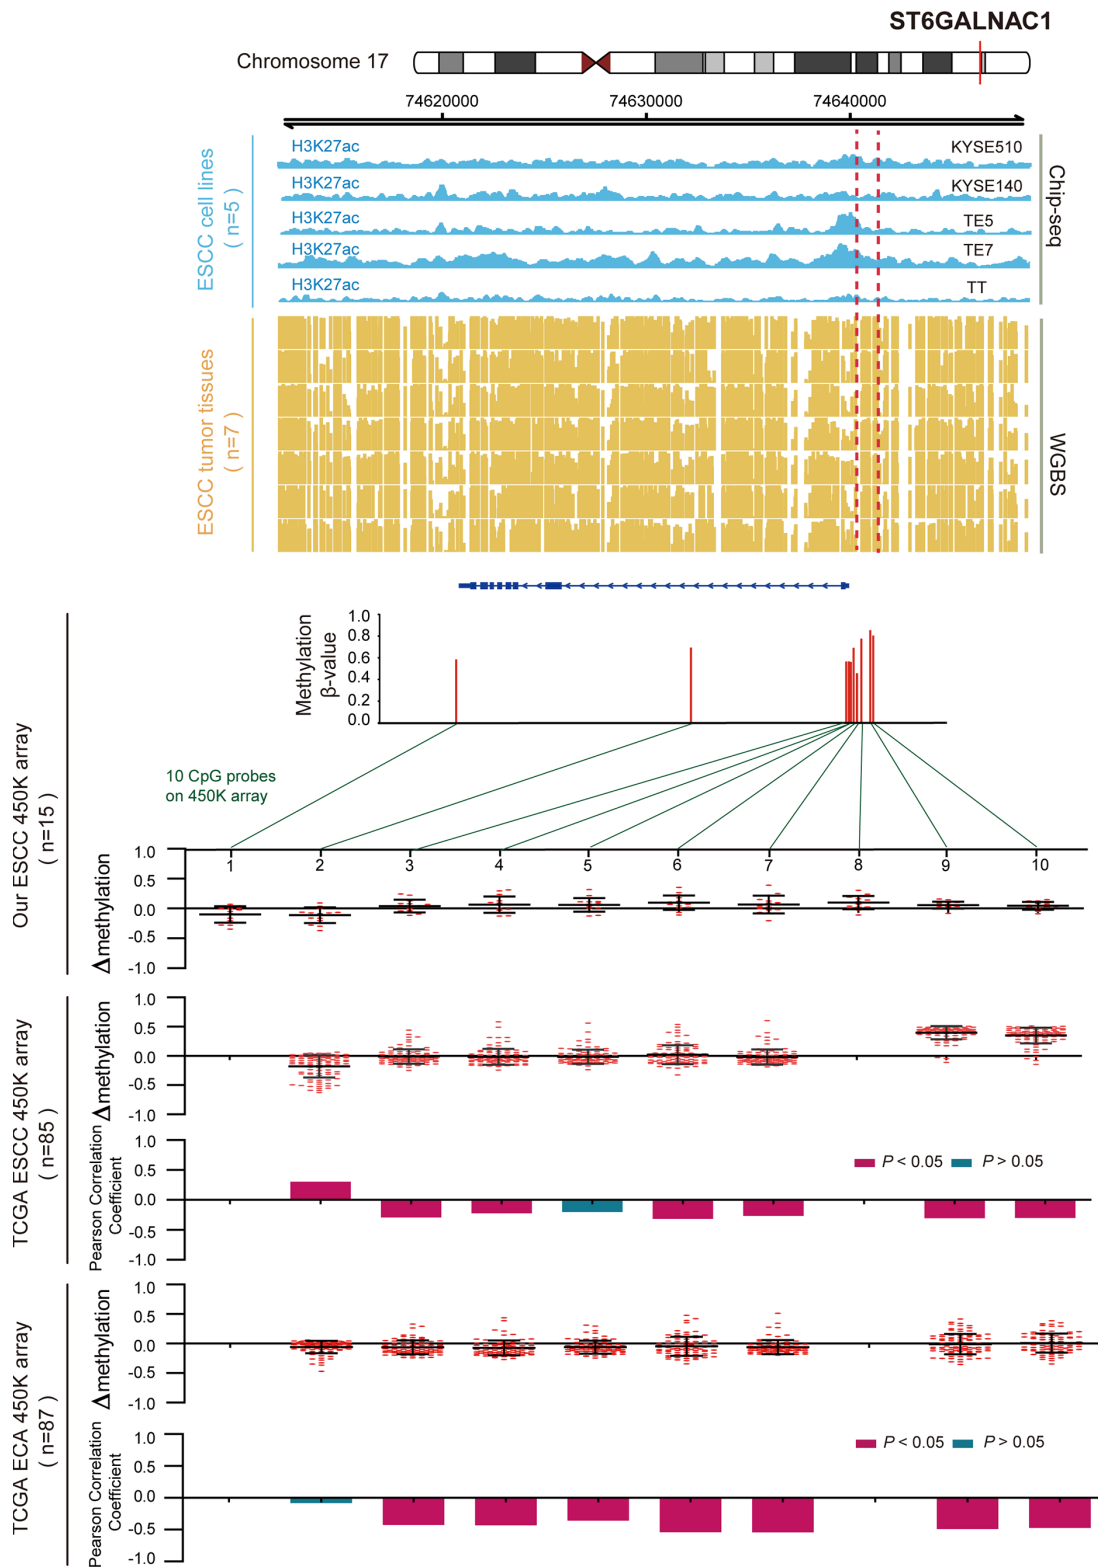 ST6GALNAC1
Chromosome 17
74620000 74630000 74640000
ESCC cell lines
( n=5 )
H3K27ac KYSE510
H3K27ac KYSE140
H3K27ac TE5
H3K27ac TE7
H3K27ac TT
Chip-seq
ESCC tumor tissues
( n=7 )
WGBS
Our ESCC 450K array
( n=15 )
Methylation
β-value
1.0
0.8
0.6
0.4
0.2
0.0
10 CpG probes
on 450K array
Δmethylation
1.0
0.5
0.0
-0.5
-1.0
1 2 3 4 5 6 7 8 9 10
TCGA ESCC 450K array
( n=85 )
Δmethylation
1.0
0.5
0.0
-0.5
-1.0
Pearson Correlation
Coefficient
1.0
0.5
0.0
-0.5
-1.0
P < 0.05 P > 0.05
TCGA ECA 450K array
( n=87 )
Δmethylation
1.0
0.5
0.0
-0.5
-1.0
Pearson Correlation
Coefficient
1.0
0.5
0.0
-0.5
-1.0
P < 0.05 P > 0.05